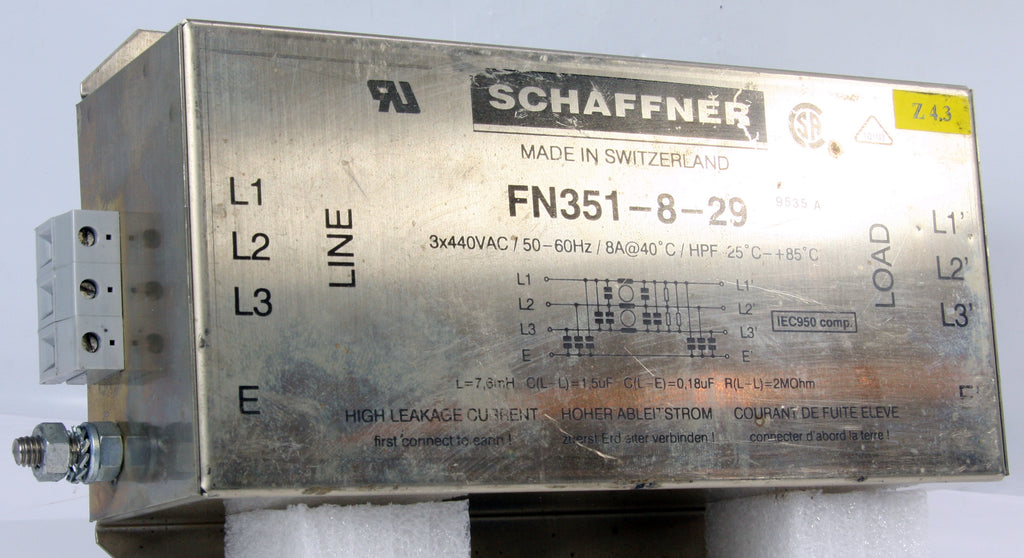 SCHAFFNER
Z 4.3
MADE IN SWITZERLAND
FN351-8-29
9535 A
3x440VAC / 50-60Hz / 8A@40°C / HPF 25°C-+85°C
L1
L2
L3
E
LINE
L1
L2
L3
E
L1'
L2'
L3'
E'
IEC950 comp.
LOAD
L1'
L2'
L3'
E'
L=7,6mH C(L-L)=1,5uF C(L-E)=0,18uF R(L-L)=2MOhm
HIGH LEAKAGE CURRENT HOHER ABLEITSTROM COURANT DE FUITE ELEVE
first connect to earth ! zuerst Erdleiter verbinden ! connecter d'abord la terre !